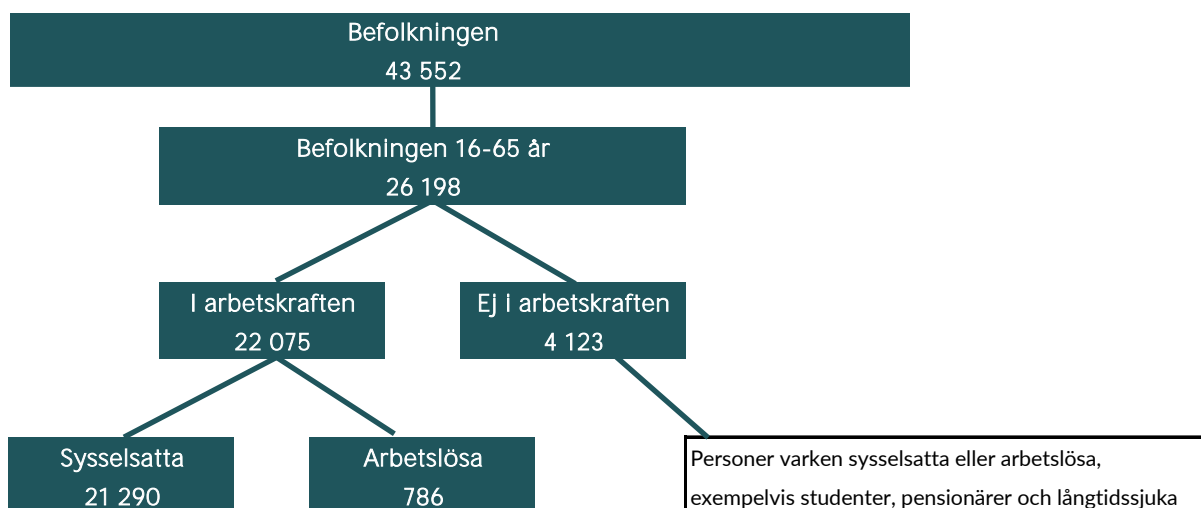 Befolkningen
43 552
Befolkningen 16-65 år
26 198
I arbetskraften
22 075
Ej i arbetskraften
4 123
Sysselsatta
21 290
Arbetslösa
786
Personer varken sysselsatta eller arbetslösa,
exempelvis studenter, pensionärer och långtidssjuka